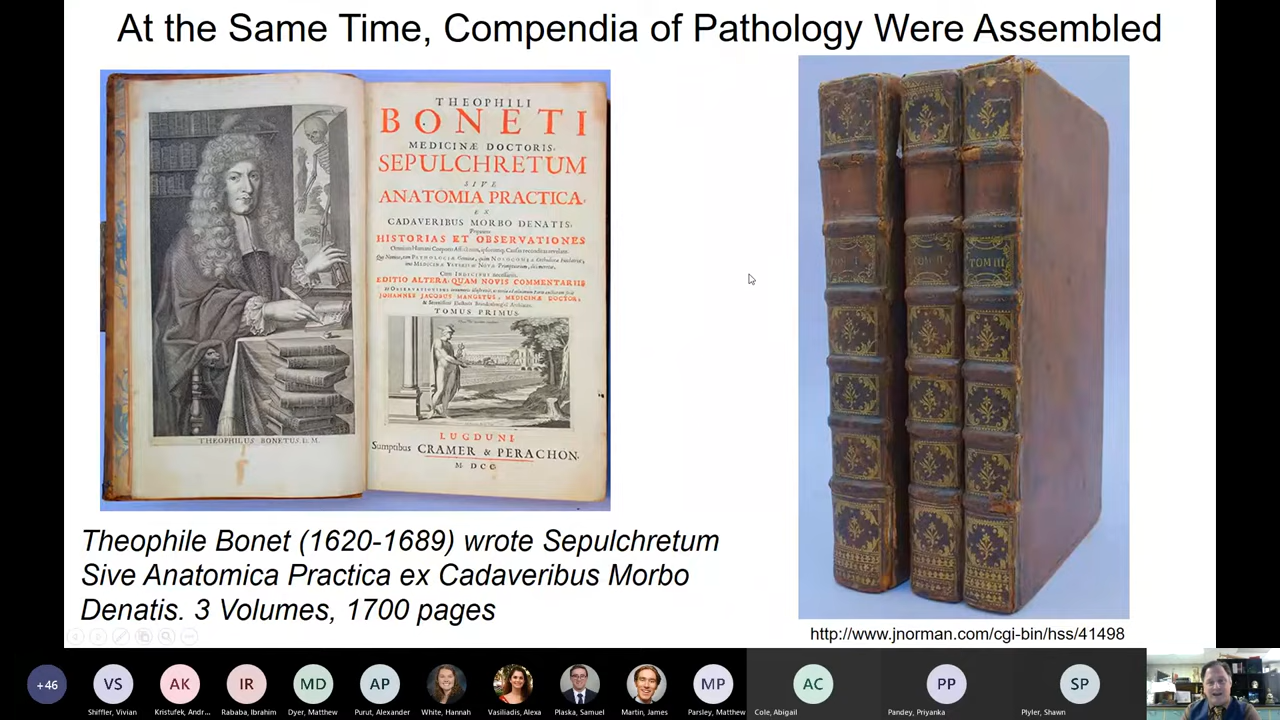 At the Same Time, Compendia of Pathology Were Assembled
THEOPHILI
BONETI
MEDICINÆ DOCTORIS,
SEPULCHRETUM
SIVE
ANATOMIA PRACTICA,
EX
CADAVERIBUS MORBO DENATIS,
HISTORIAS ET OBSERVATIONES
EDITIO ALTERA, QUAM NOVIS COMMENTARIIS
JOHANNES JACOBUS MANGETUS, MEDICINÆ DOCTOR,
TOMUS PRIMUS.
THEOPHILUS BONETUS. D. M.
LUGDUNI
Sumptibus CRAMER & PERACHON.
M DCC
TOM II
TOM III
Theophile Bonet (1620-1689) wrote Sepulchretum
Sive Anatomica Practica ex Cadaveribus Morbo
Denatis. 3 Volumes, 1700 pages
http://www.jnorman.com/cgi-bin/hss/41498
+46
VS
AK
IR
MD
AP
MP
AC
PP
SP
Shiffler, Vivian
Kristufek, Andr...
Rababa, Ibrahim
Dyer, Matthew
Purut, Alexander
White, Hannah
Vasiliadis, Alexa
Plaska, Samuel
Martin, James
Parsley, Matthew
Cole, Abigail
Pandey, Priyanka
Plyler, Shawn